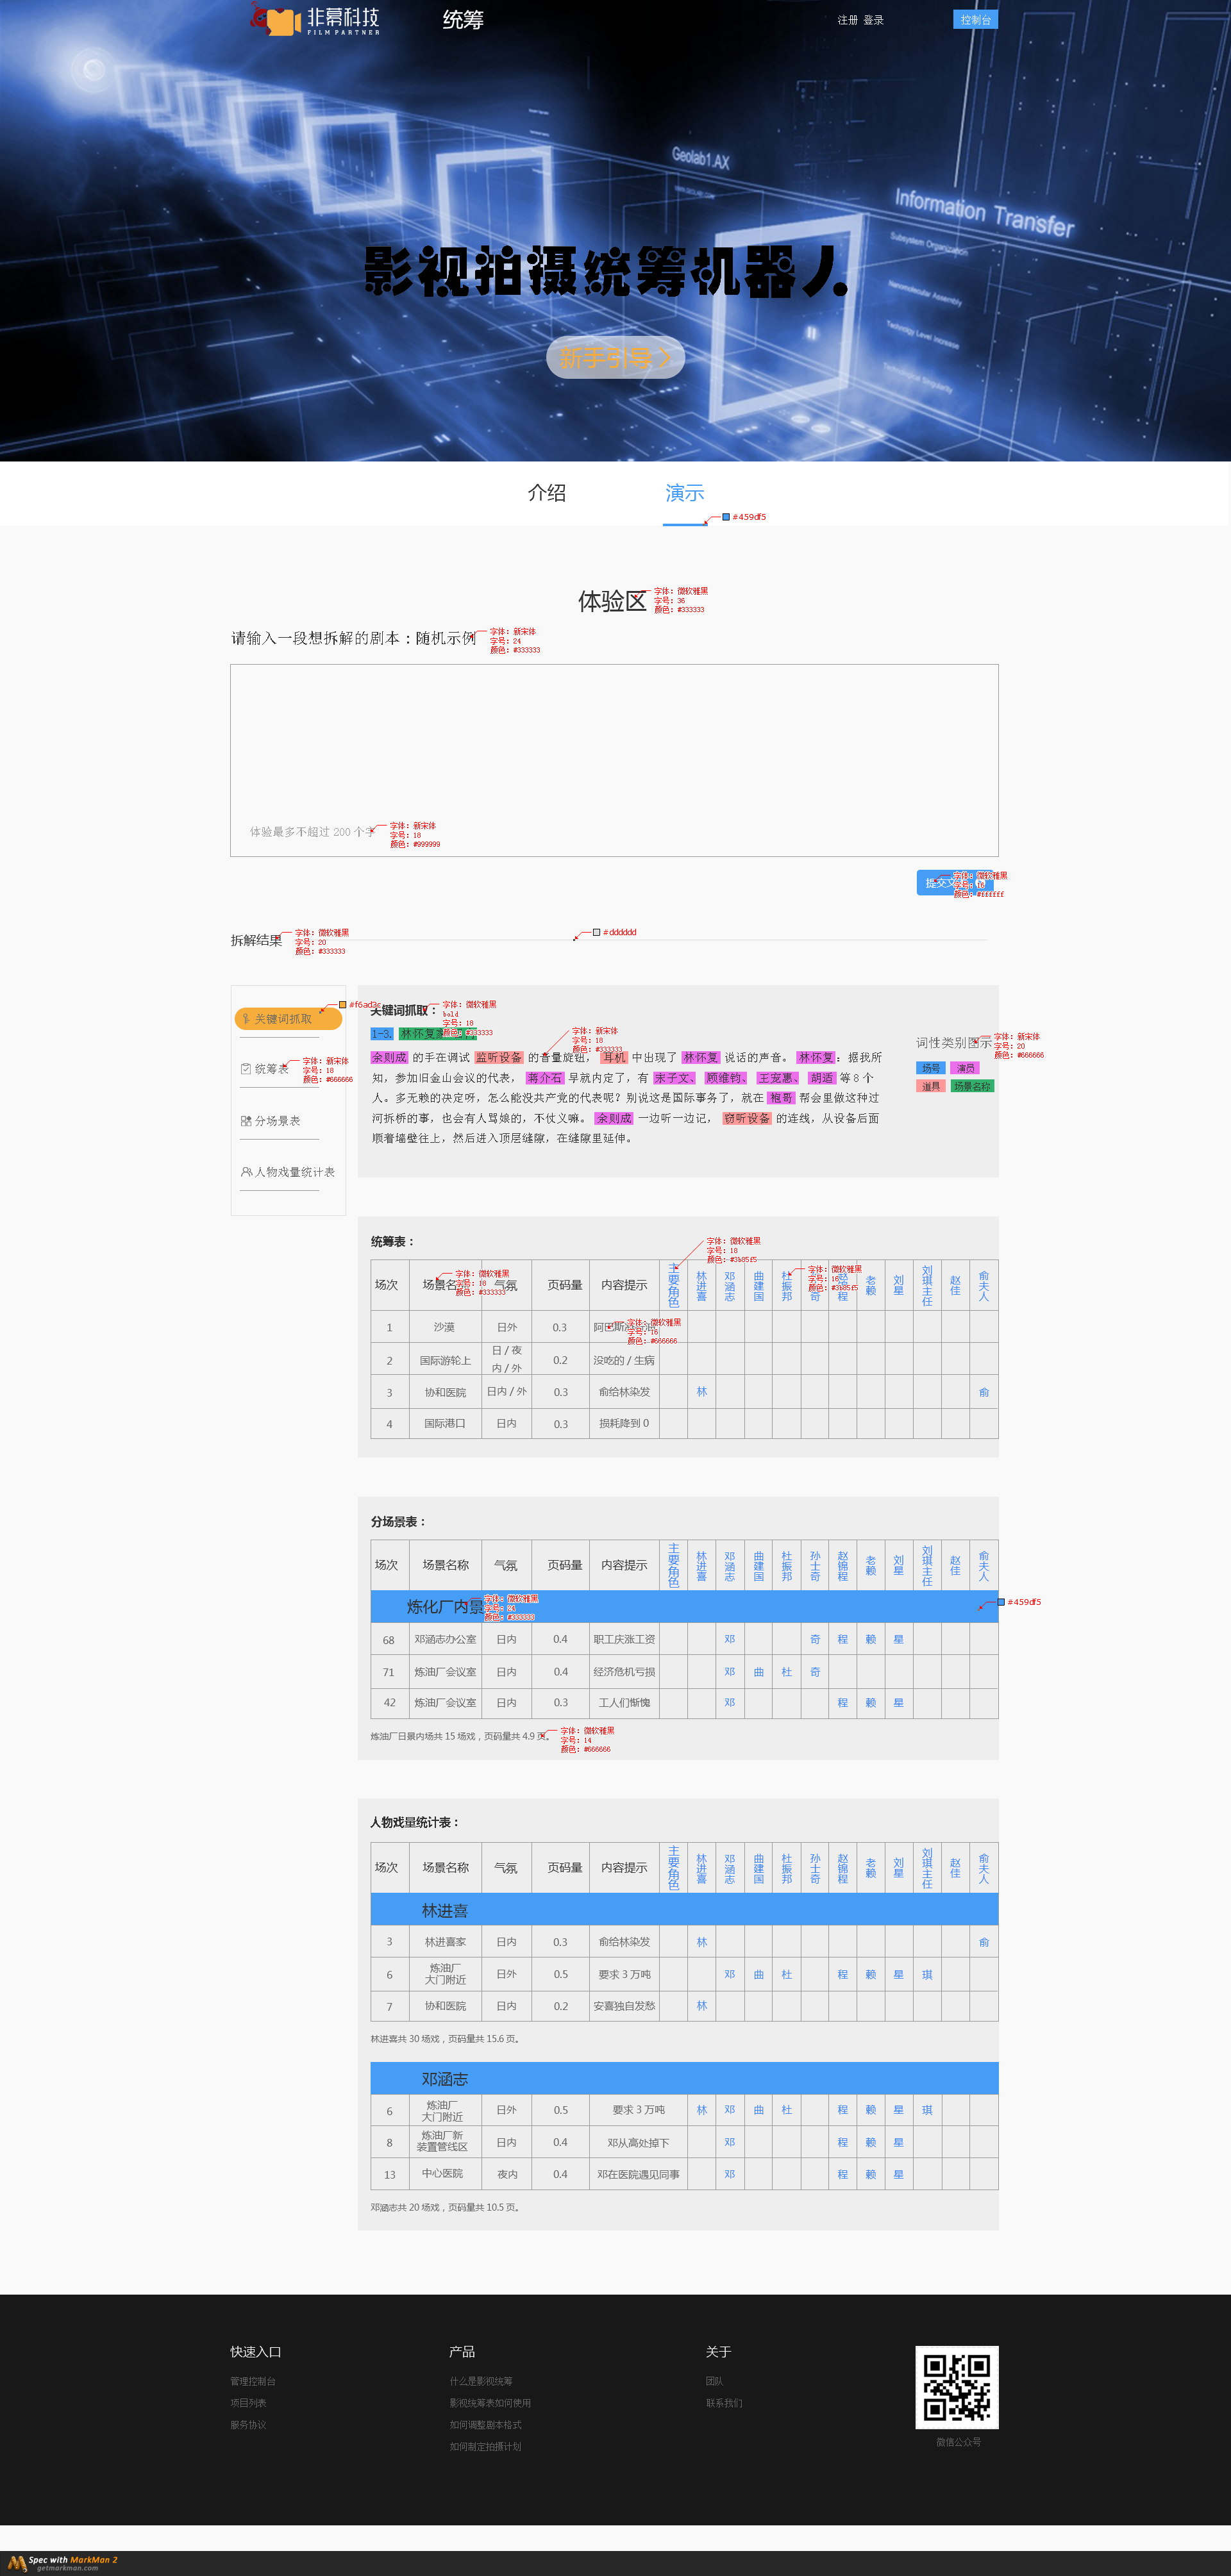 非幕科技
FILM PARTNER
统筹
注册 登录
控制台
Geolab1.AX
Information Transfer
Subsystem Organization
Nanomolecular Assembly
Technology Level Increase
Technological Singularity
影视拍摄统筹机器人
新手引导 >
介绍
演示
#459df5
体验区
字体: 微软雅黑
字号: 36
颜色: #333333
请输入一段想拆解的剧本：随机示例
字体: 新宋体
字号: 24
颜色: #333333
体验最多不超过 200 个字
字体: 新宋体
字号: 18
颜色: #999999
提交文
字体: 微软雅黑
字号: 16
颜色: #ffffff
拆解结果
字体: 微软雅黑
字号: 20
颜色: #333333
#dddddd
关键词抓取
#f6ad3c
统筹表
字体: 新宋体
字号: 18
颜色: #666666
分场景表
人物戏量统计表
关键词抓取：
字体: 微软雅黑
bold
字号: 18
颜色: #333333
1-3. 林怀复
字体: 新宋体
字号: 18
颜色: #333333
余则成 的手在调试 监听设备 的音量旋钮， 耳机 中出现了 林怀复 说话的声音。 林怀复：据我所
知，参加旧金山会议的代表， 蒋介石 早就内定了，有 宋子文、 顾维钧、 王宠惠、 胡适 等 8 个
人。多无赖的决定呀，怎么能没共产党的代表呢？别说这是国际事务了，就在 袍哥 帮会里做这种过
河拆桥的事，也会有人骂娘的，不仗义嘛。 余则成 一边听一边记， 窃听设备 的连线，从设备后面
顺着墙壁往上，然后进入顶层缝隙，在缝隙里延伸。
词性类别图示
字体: 新宋体
字号: 20
颜色: #666666
场号 演员
道具 场景名称
统筹表：
字体: 微软雅黑
字号: 18
颜色: #3b85f5
场次 场景名 气氛 页码量 内容提示 主要角色 林进喜 邓涵志 曲建国 杜振邦 奇 程 老赖 刘星 刘琪主任 赵佳 俞夫人
字体: 微软雅黑
字号: 18
颜色: #333333
字体: 微软雅黑
字号: 16
颜色: #3b85f5
1 沙漠 日外 0.3 阿巴斯
字体: 微软雅黑
字号: 16
颜色: #666666
2 国际游轮上 日 / 夜 内 / 外 0.2 没吃的 / 生病
3 协和医院 日内 / 外 0.3 俞给林染发 林 俞
4 国际港口 日内 0.3 损耗降到 0
分场景表：
场次 场景名称 气氛 页码量 内容提示 主要角色 林进喜 邓涵志 曲建国 杜振邦 孙士奇 赵锦程 老赖 刘星 刘琪主任 赵佳 俞夫人
炼化厂内景
字体: 微软雅黑
字号: 24
颜色: #333333
#459df5
68 邓涵志办公室 日内 0.4 职工庆涨工资 邓 奇 程 赖 星
71 炼油厂会议室 日内 0.4 经济危机亏损 邓 曲 杜 奇
42 炼油厂会议室 日内 0.3 工人们惭愧 邓 程 赖 星
炼油厂日景内场共 15 场戏，页码量共 4.9 页。
字体: 微软雅黑
字号: 14
颜色: #666666
人物戏量统计表：
场次 场景名称 气氛 页码量 内容提示 主要角色 林进喜 邓涵志 曲建国 杜振邦 孙士奇 赵锦程 老赖 刘星 刘琪主任 赵佳 俞夫人
林进喜
3 林进喜家 日内 0.3 俞给林染发 林 俞
6 炼油厂大门附近 日外 0.5 要求 3 万吨 邓 曲 杜 程 赖 星 琪
7 协和医院 日内 0.2 安喜独自发愁 林
林进喜共 30 场戏，页码量共 15.6 页。
邓涵志
6 炼油厂大门附近 日外 0.5 要求 3 万吨 林 邓 曲 杜 程 赖 星 琪
8 炼油厂新装置管线区 日内 0.4 邓从高处掉下 邓 程 赖 星
13 中心医院 夜内 0.4 邓在医院遇见同事 邓 程 赖 星
邓涵志共 20 场戏，页码量共 10.5 页。
快速入口
管理控制台
项目列表
服务协议
产品
什么是影视统筹
影视统筹表如何使用
如何调整剧本格式
如何制定拍摄计划
关于
团队
联系我们
微信公众号
Spec with MarkMan 2
getmarkman.com